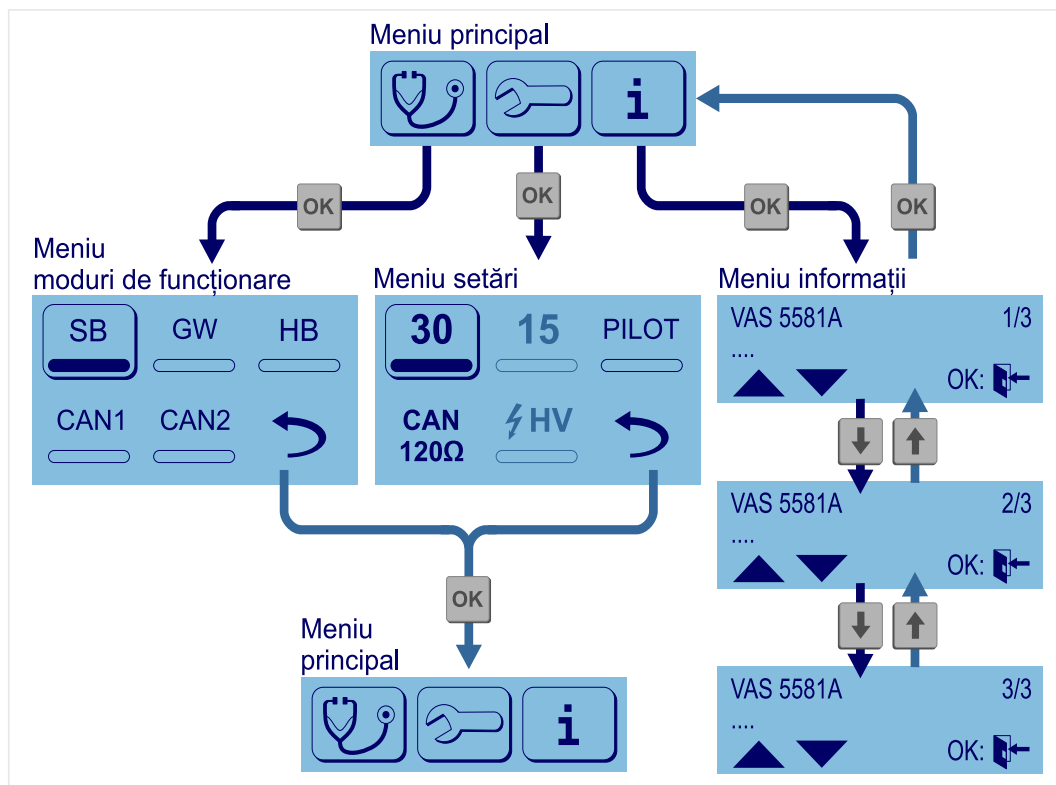 Meniu principal
i
OK
OK
OK
OK
Meniu
moduri de funcționare
SB
GW
HB
CAN1
CAN2
Meniu setări
30
15
PILOT
CAN
120Ω
HV
Meniu informații
VAS 5581A
1/3
....
OK:
VAS 5581A
2/3
....
OK:
VAS 5581A
3/3
....
OK:
OK
Meniu
principal
i